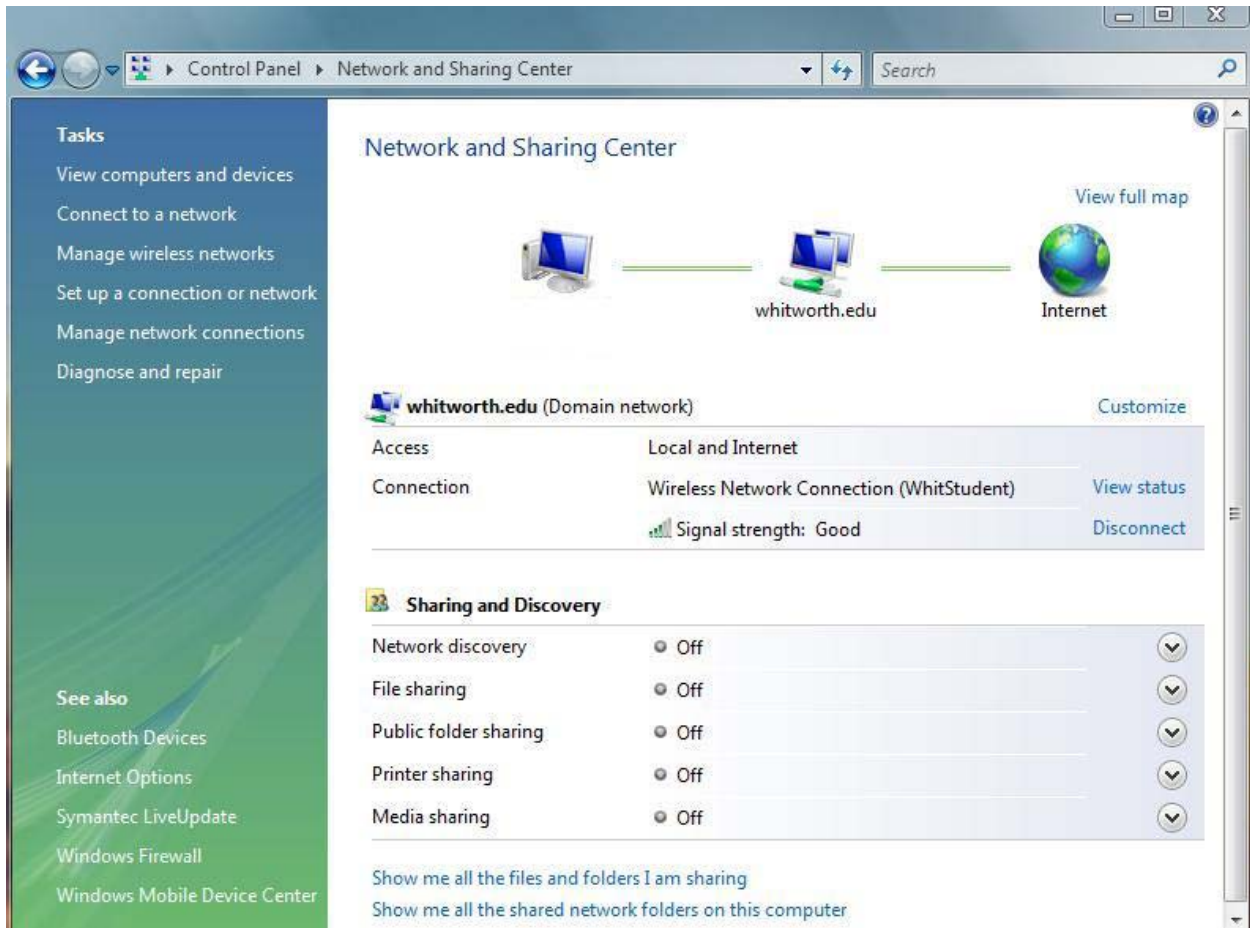 Control Panel Network and Sharing Center Search
Tasks
View computers and devices
Connect to a network
Manage wireless networks
Set up a connection or network
Manage network connections
Diagnose and repair
See also
Bluetooth Devices
Internet Options
Symantec LiveUpdate
Windows Firewall
Windows Mobile Device Center
Network and Sharing Center
View full map
whitworth.edu Internet
whitworth.edu (Domain network) Customize
Access Local and Internet
Connection Wireless Network Connection (WhitStudent) View status
Signal strength: Good Disconnect
Sharing and Discovery
Network discovery Off
File sharing Off
Public folder sharing Off
Printer sharing Off
Media sharing Off
Show me all the files and folders I am sharing
Show me all the shared network folders on this computer